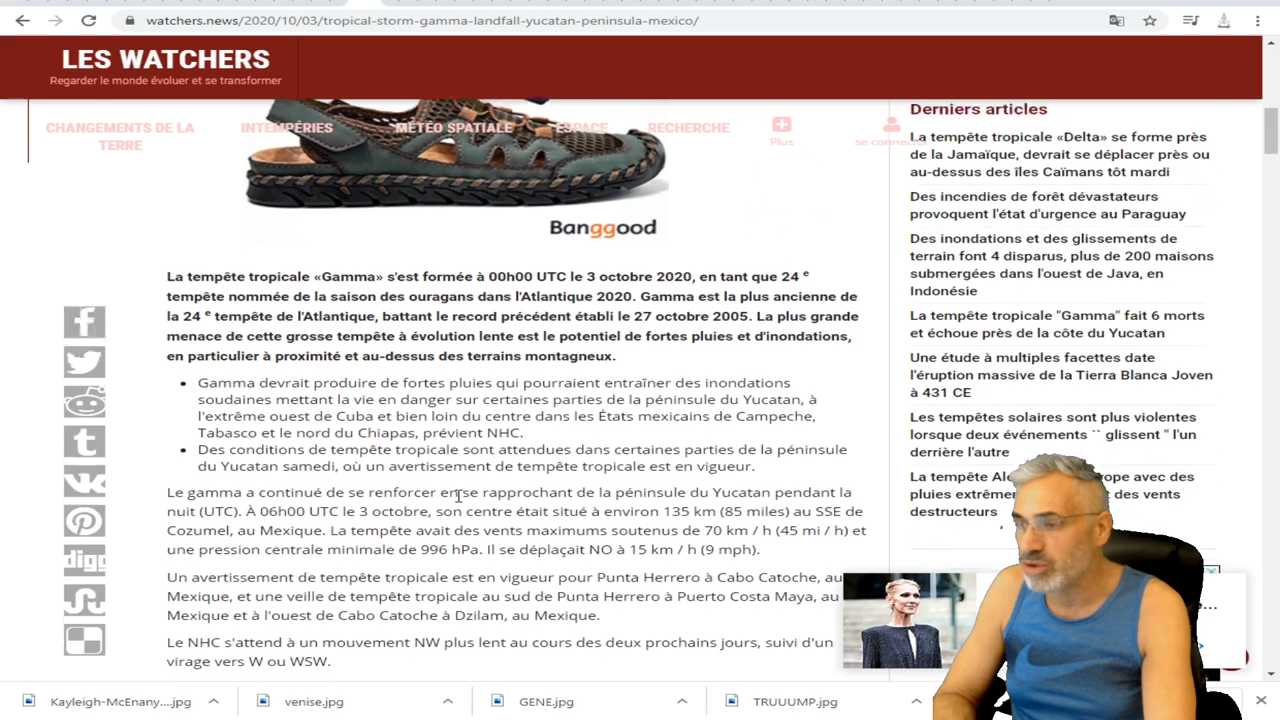 watchers.news/2020/10/03/tropical-storm-gamma-landfall-yucatan-peninsula-mexico/
LES WATCHERS
Regarder le monde évoluer et se transformer
CHANGEMENTS DE LA
TERRE
INTEMPÉRIES
MÉTÉO SPATIALE
ESPACE
RECHERCHE
Plus
se connecter
Banggood
La tempête tropicale «Gamma» s'est formée à 00h00 UTC le 3 octobre 2020, en tant que 24 e
tempête nommée de la saison des ouragans dans l'Atlantique 2020. Gamma est la plus ancienne de
la 24 e tempête de l'Atlantique, battant le record précédent établi le 27 octobre 2005. La plus grande
menace de cette grosse tempête à évolution lente est le potentiel de fortes pluies et d'inondations,
en particulier à proximité et au-dessus des terrains montagneux.
Gamma devrait produire de fortes pluies qui pourraient entraîner des inondations
soudaines mettant la vie en danger sur certaines parties de la péninsule du Yucatan, à
l'extrême ouest de Cuba et bien loin du centre dans les États mexicains de Campeche,
Tabasco et le nord du Chiapas, prévient NHC.
Des conditions de tempête tropicale sont attendues dans certaines parties de la péninsule
du Yucatan samedi, où un avertissement de tempête tropicale est en vigueur.
Le gamma a continué de se renforcer en se rapprochant de la péninsule du Yucatan pendant la
nuit (UTC). À 06h00 UTC le 3 octobre, son centre était situé à environ 135 km (85 miles) au SSE de
Cozumel, au Mexique. La tempête avait des vents maximums soutenus de 70 km / h (45 mi / h) et
une pression centrale minimale de 996 hPa. Il se déplaçait NO à 15 km / h (9 mph).
Un avertissement de tempête tropicale est en vigueur pour Punta Herrero à Cabo Catoche, au
Mexique, et une veille de tempête tropicale au sud de Punta Herrero à Puerto Costa Maya, au
Mexique et à l'ouest de Cabo Catoche à Dzilam, au Mexique.
Le NHC s'attend à un mouvement NW plus lent au cours des deux prochains jours, suivi d'un
virage vers W ou WSW.
Derniers articles
La tempête tropicale «Delta» se forme près
de la Jamaïque, devrait se déplacer près ou
au-dessus des îles Caïmans tôt mardi
Des incendies de forêt dévastateurs
provoquent l'état d'urgence au Paraguay
Des inondations et des glissements de
terrain font 4 disparus, plus de 200 maisons
submergées dans l'ouest de Java, en
Indonésie
La tempête tropicale "Gamma" fait 6 morts
et échoue près de la côte du Yucatan
Une étude à multiples facettes date
l'éruption massive de la Tierra Blanca Joven
à 431 CE
Les tempêtes solaires sont plus violentes
lorsque deux événements `` glissent '' l'un
derrière l'autre
La tempête Ale ope avec des
pluies extrêm des vents
destructeurs
digg
Kayleigh-McEnany....jpg
venise.jpg
GENE.jpg
TRUUUMP.jpg